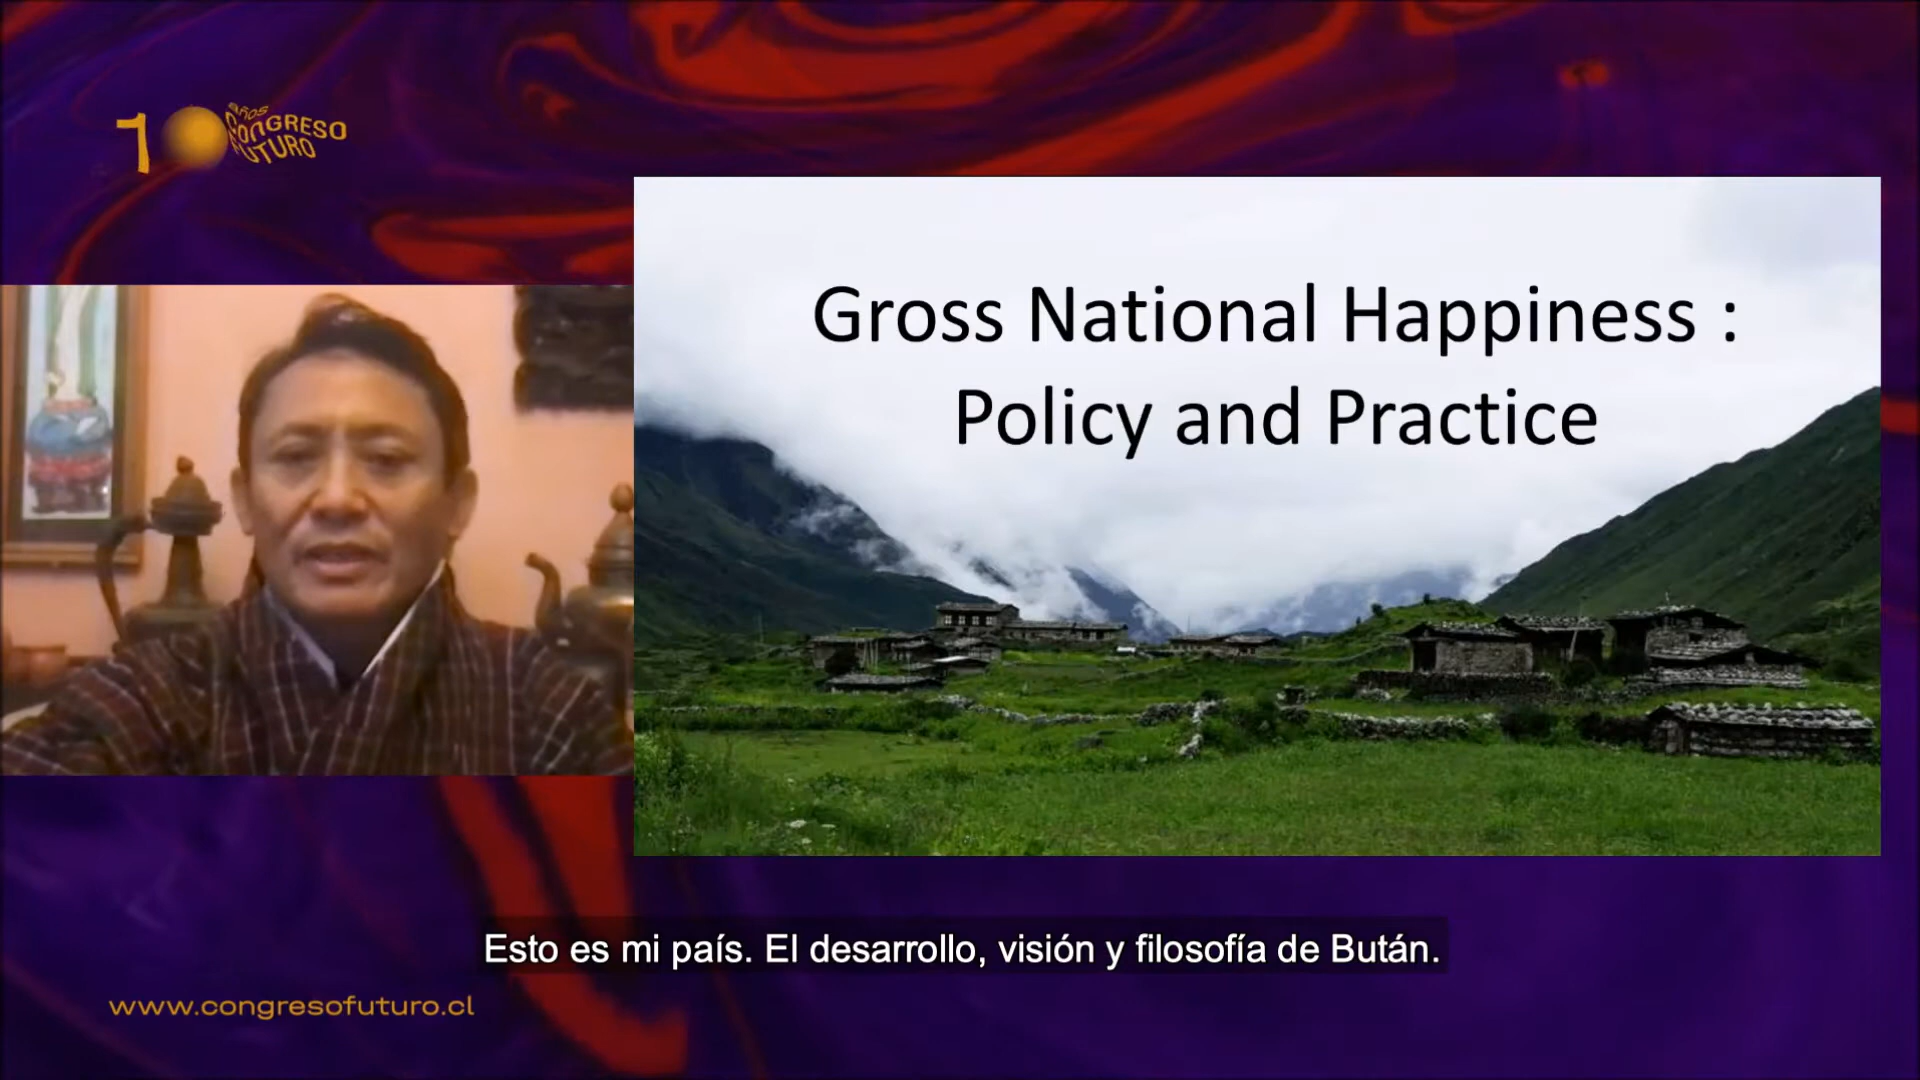 10 AÑOS
CONGRESO
FUTURO
Gross National Happiness :
Policy and Practice
Esto es mi país. El desarrollo, visión y filosofía de Bután.
www.congresofuturo.cl